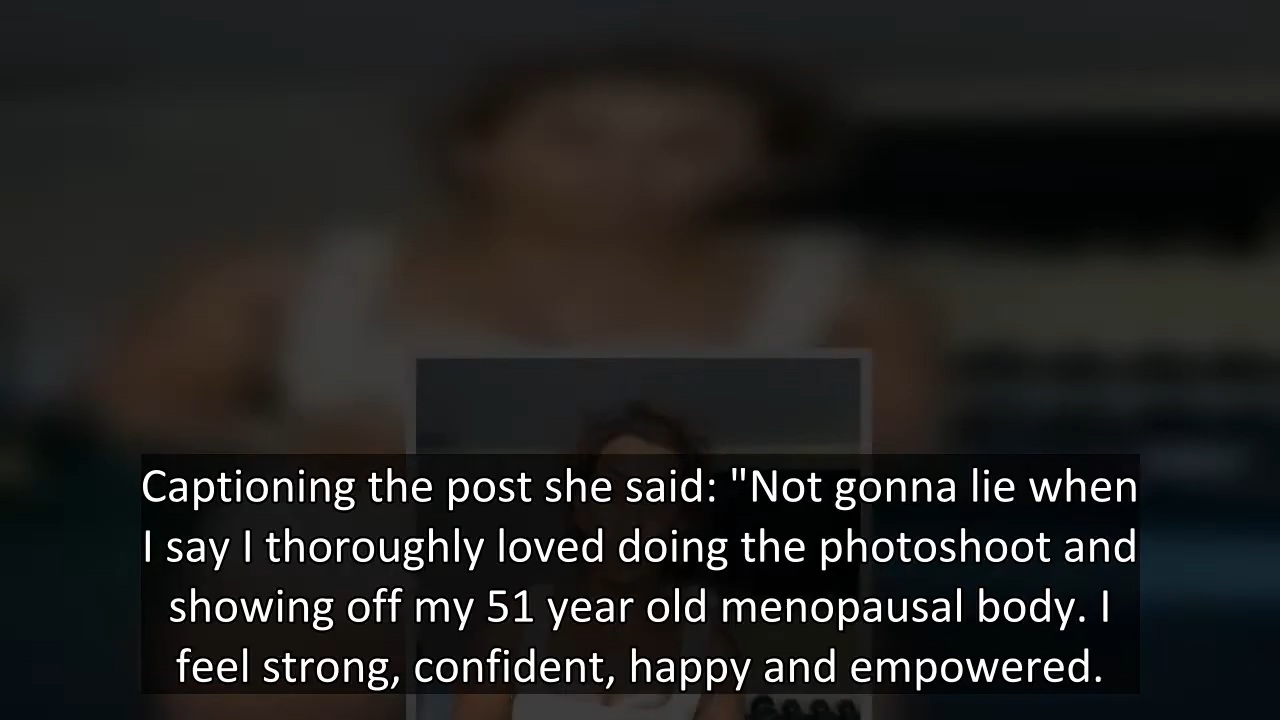 Captioning the post she said: "Not gonna lie when
I say I thoroughly loved doing the photoshoot and
showing off my 51 year old menopausal body. I
feel strong, confident, happy and empowered.